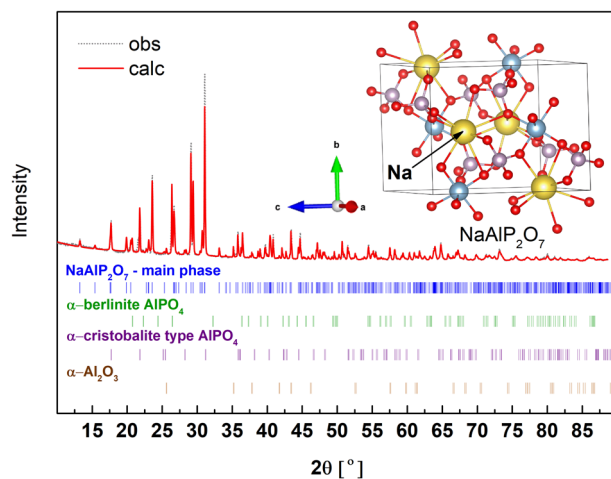 obs
calc
Intensity
b
c
a
Na
NaAlP₂O₇
NaAlP₂O₇ - main phase
α−berlinite AlPO₄
α−cristobalite type AlPO₄
α−Al₂O₃
15 20 25 30 35 40 45 50 55 60 65 70 75 80 85
2θ [°]